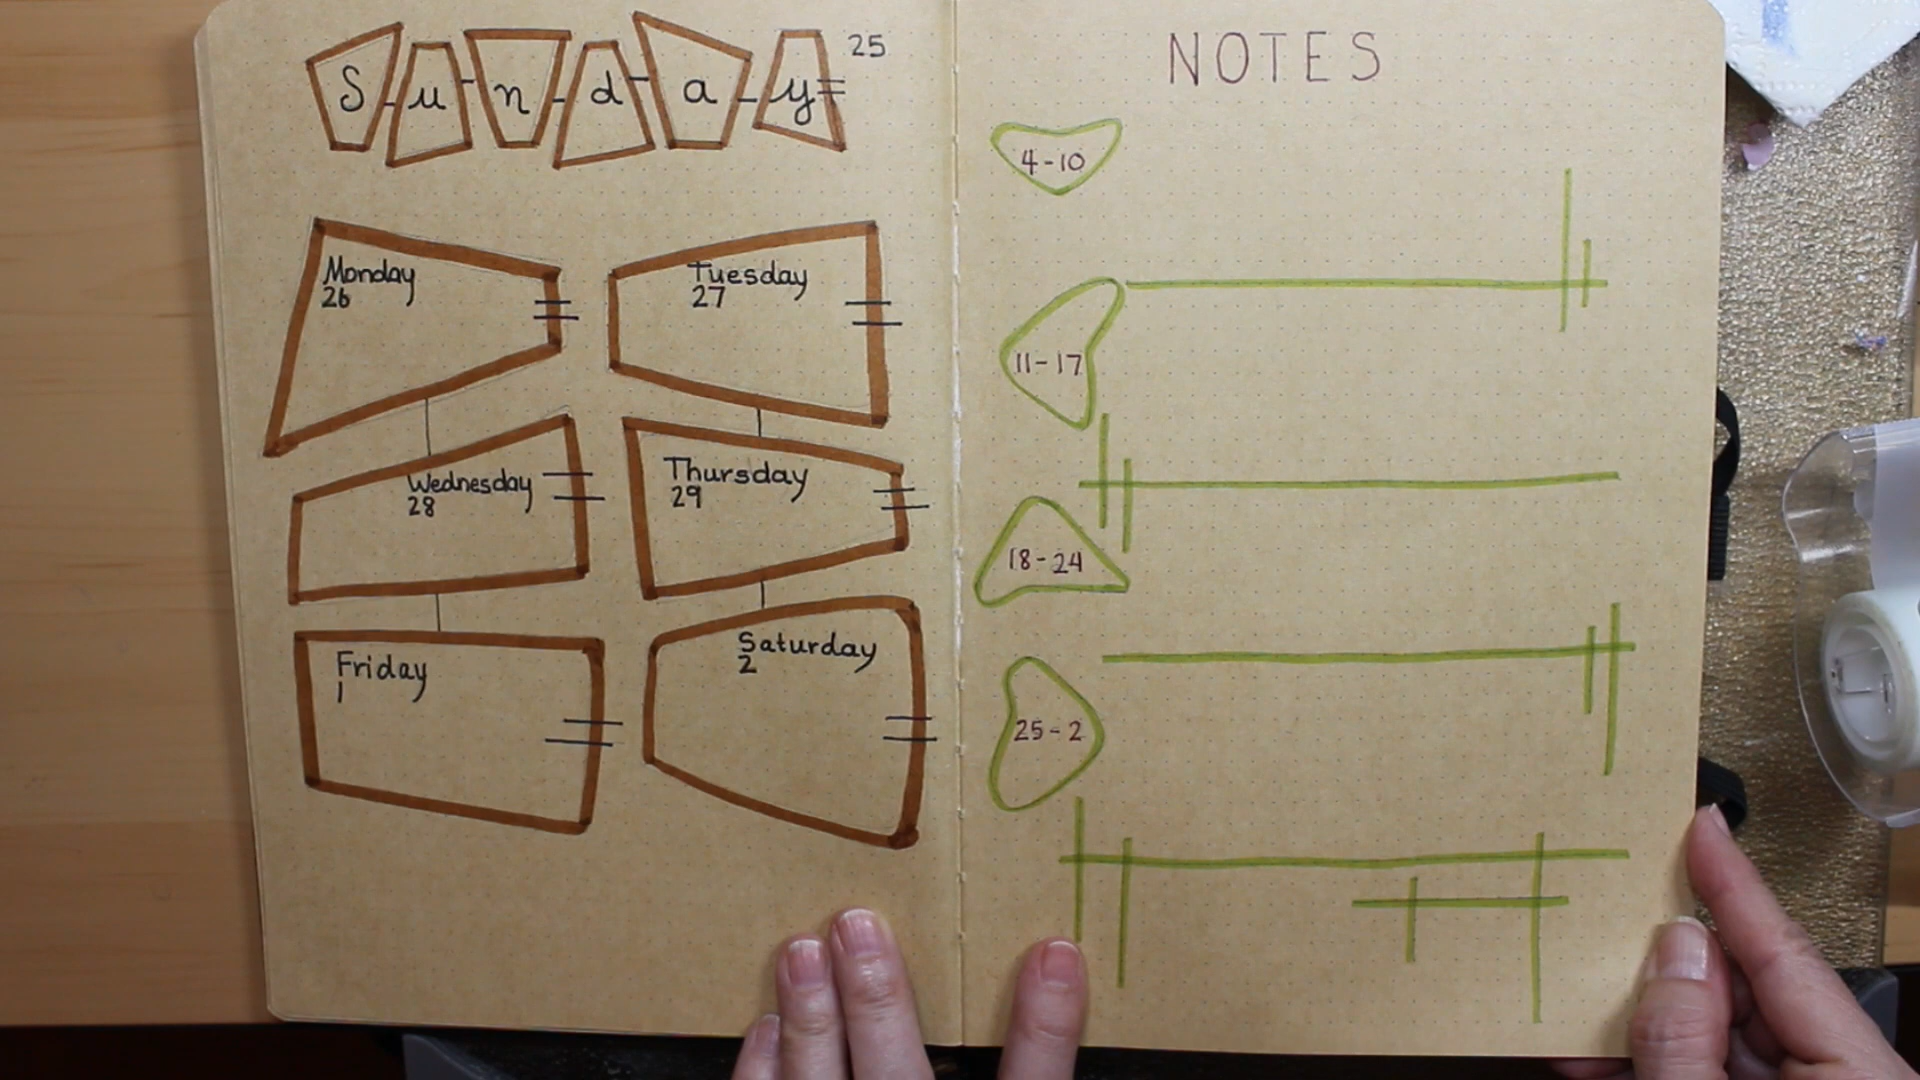 Sunday 25
Monday
26
Tuesday
27
Wednesday
28
Thursday
29
Friday
1
Saturday
2
NOTES
4-10
11-17
18-24
25-2